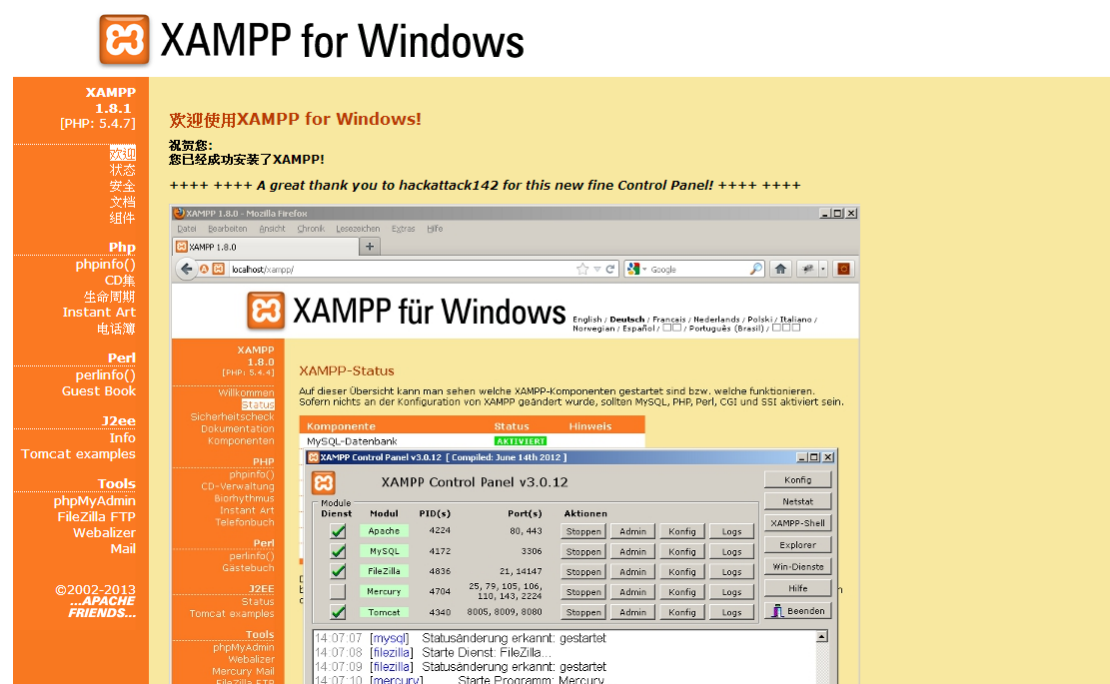 XAMPP for Windows
XAMPP
1.8.1
[PHP: 5.4.7]
欢迎
状态
安全
文档
组件
Php
phpinfo()
CD集
生命周期
Instant Art
电话簿
Perl
perlinfo()
Guest Book
J2ee
Info
Tomcat examples
Tools
phpMyAdmin
FileZilla FTP
Webalizer
Mail
©2002-2013
...APACHE
FRIENDS...
欢迎使用XAMPP for Windows!
祝贺您:
您已经成功安装了XAMPP!
++++ ++++ A great thank you to hackattack142 for this new fine Control Panel! ++++ ++++
XAMPP 1.8.0 - Mozilla Firefox
Datei Bearbeiten Ansicht Chronik Lesezeichen Extras Hilfe
XAMPP 1.8.0
localhost/xampp/
Google
XAMPP für Windows
English / Deutsch / Francais / Nederlands / Polski / Italiano /
Norwegian / Español / □□ / Português (Brasil) / □□□
XAMPP
1.8.0
[PHP: 5.4.4]
Willkommen
Status
Sicherheitscheck
Dokumentation
Komponenten
PHP
phpinfo()
CD-Verwaltung
Biorhythmus
Instant Art
Telefonbuch
Perl
perlinfo()
Gästebuch
J2EE
Status
Tomcat examples
Tools
phpMyAdmin
Webalizer
Mercury Mail
FileZilla FTP
XAMPP-Status
Auf dieser Übersicht kann man sehen welche XAMPP-Komponenten gestartet sind bzw. welche funktionieren.
Sofern nichts an der Konfiguration von XAMPP geändert wurde, sollten MySQL, PHP, Perl, CGI und SSI aktiviert sein.
Komponente Status Hinweis
MySQL-Datenbank AKTIVIERT
XAMPP Control Panel v3.0.12 [ Compiled: June 14th 2012 ]
XAMPP Control Panel v3.0.12
Module
Dienst Modul PID(s) Port(s) Aktionen
Apache 4224 80, 443 Stoppen Admin Konfig Logs
MySQL 4172 3306 Stoppen Admin Konfig Logs
FileZilla 4836 21, 14147 Stoppen Admin Konfig Logs
Mercury 4704 25, 79, 105, 106, 110, 143, 2224 Stoppen Admin Konfig Logs
Tomcat 4340 8005, 8009, 8080 Stoppen Admin Konfig Logs
Konfig
Netstat
XAMPP-Shell
Explorer
Win-Dienste
Hilfe
Beenden
14:07:07 [mysql] Statusänderung erkannt: gestartet
14:07:08 [filezilla] Starte Dienst: FileZilla...
14:07:09 [filezilla] Statusänderung erkannt: gestartet
14:07:10 [mercury] Starte Programm: Mercury